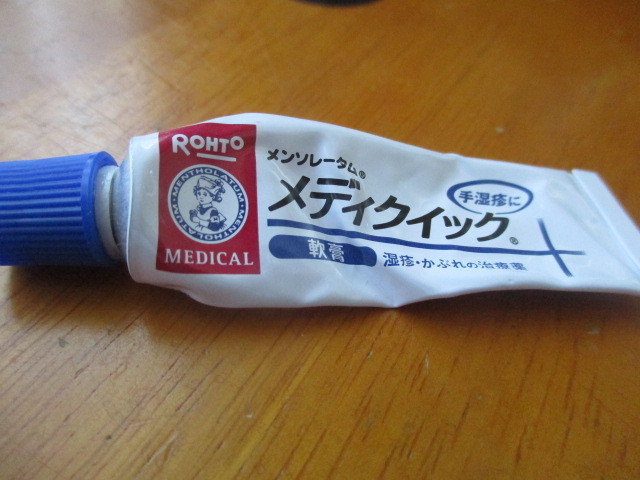 ROHTO
MENTHOLATUM・MENTHOLATUM
MEDICAL
メンソレータム®
メディクイック®
手湿疹に
軟膏
湿疹・かぶれの治療薬